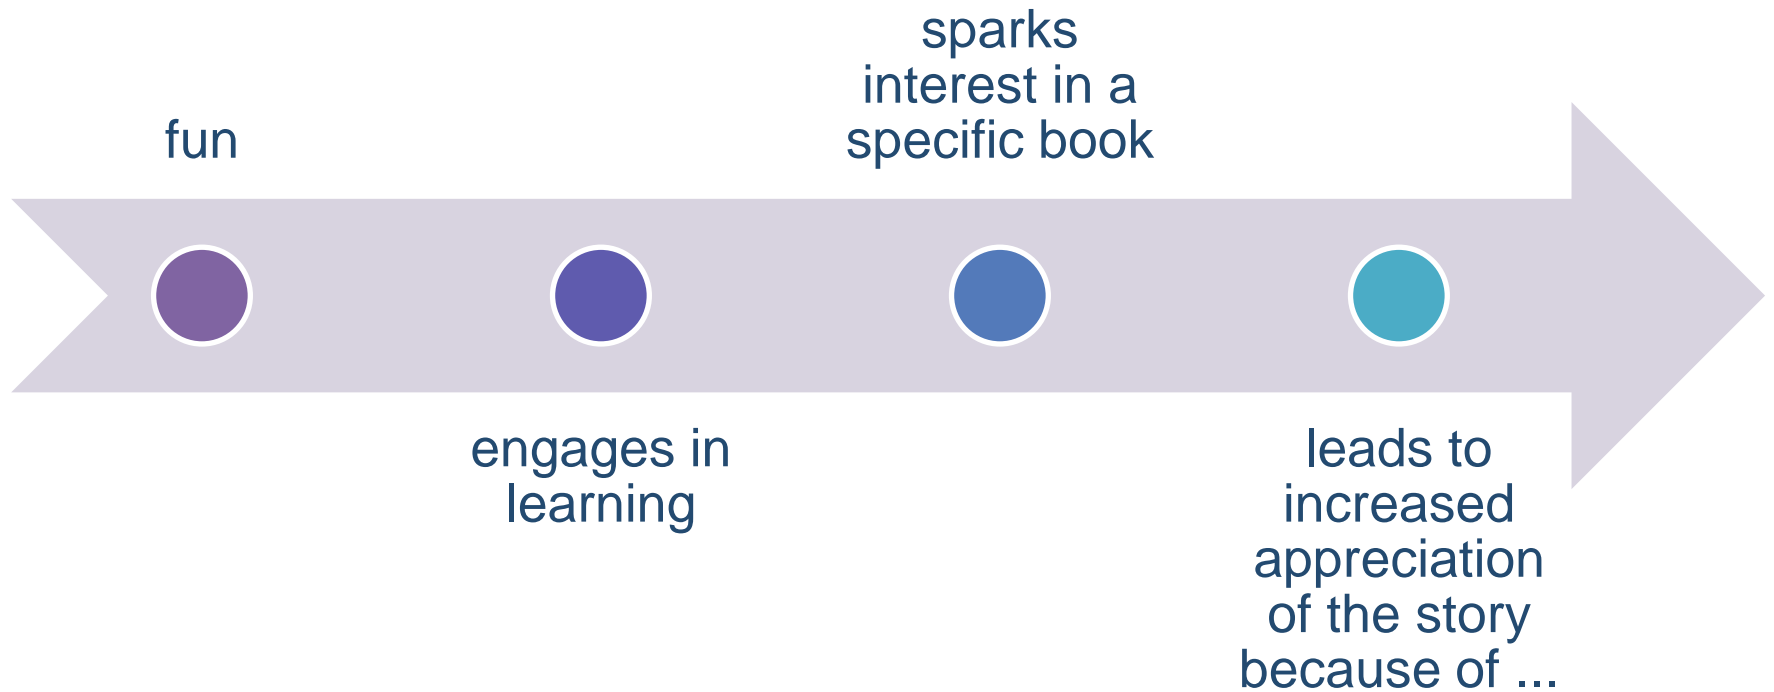 fun
engages in
learning
sparks
interest in a
specific book
leads to
increased
appreciation
of the story
because of ...